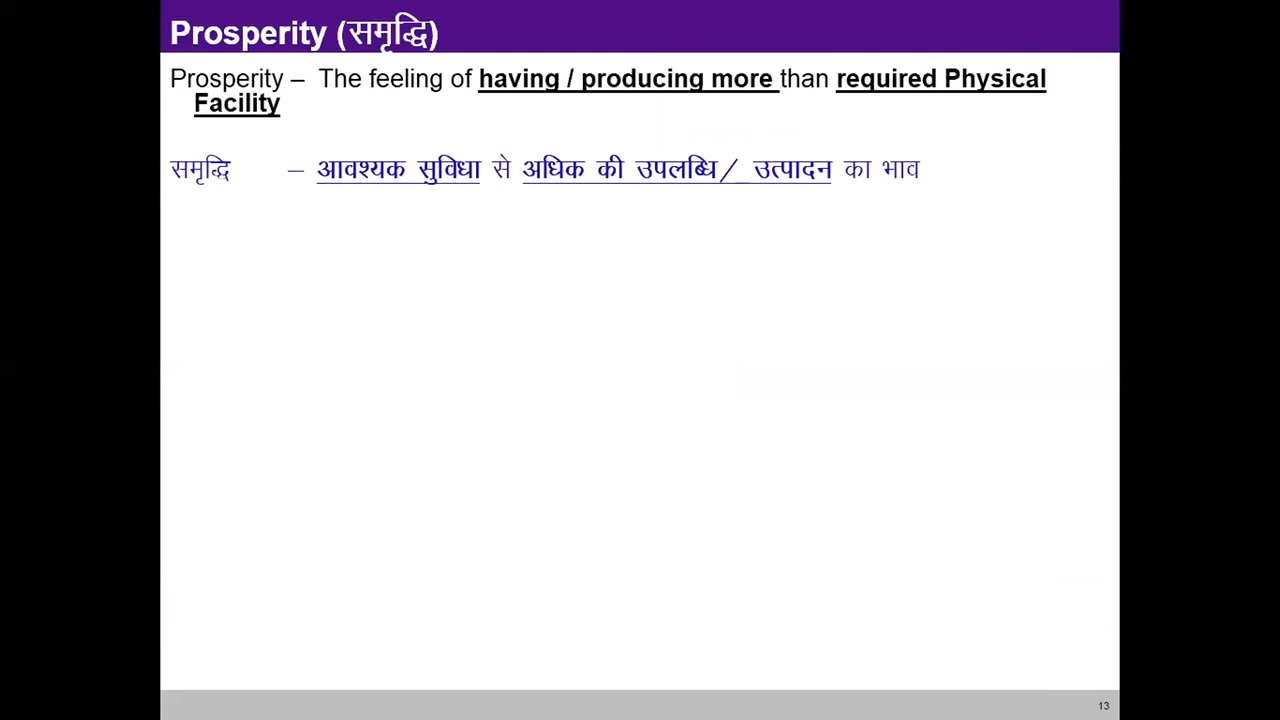 Prosperity (समृद्धि)
Prosperity – The feeling of having / producing more than required Physical
Facility
समृद्धि – आवश्यक सुविधा से अधिक की उपलब्धि/_ उत्पादन का भाव
13